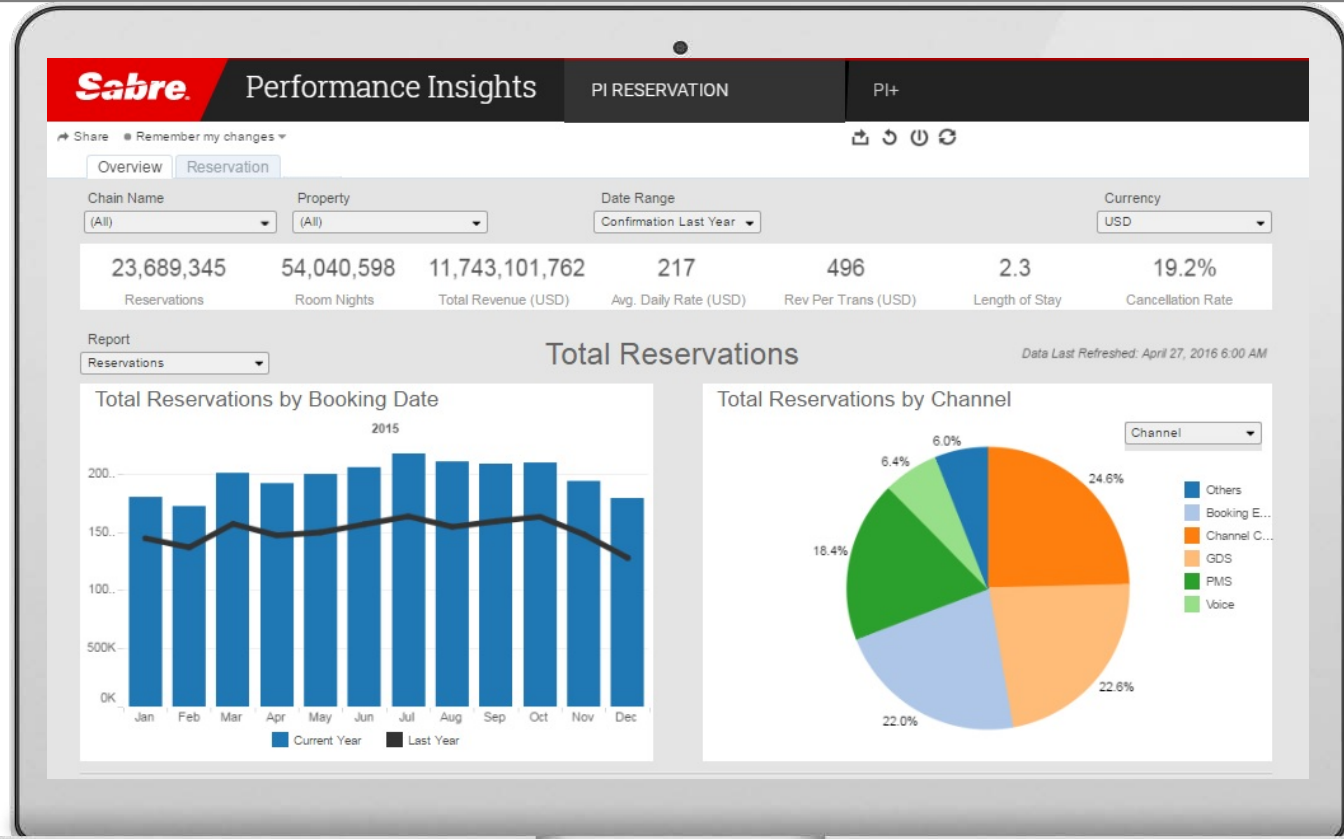 Sabre. Performance Insights PI RESERVATION PI+
Share Remember my changes
Overview Reservation
Chain Name Property Date Range Currency
(All) (All) Confirmation Last Year USD
23,689,345 54,040,598 11,743,101,762 217 496 2.3 19.2%
Reservations Room Nights Total Revenue (USD) Avg. Daily Rate (USD) Rev Per Trans (USD) Length of Stay Cancellation Rate
Report
Reservations
Total Reservations
Data Last Refreshed: April 27, 2016 6:00 AM
Total Reservations by Booking Date
2015
200..
150..
100..
500K
0K
Jan Feb Mar Apr May Jun Jul Aug Sep Oct Nov Dec
Current Year Last Year
Total Reservations by Channel
Channel
6.0%
6.4%
24.6%
18.4%
22.6%
22.0%
Others
Booking E...
Channel C...
GDS
PMS
Voice